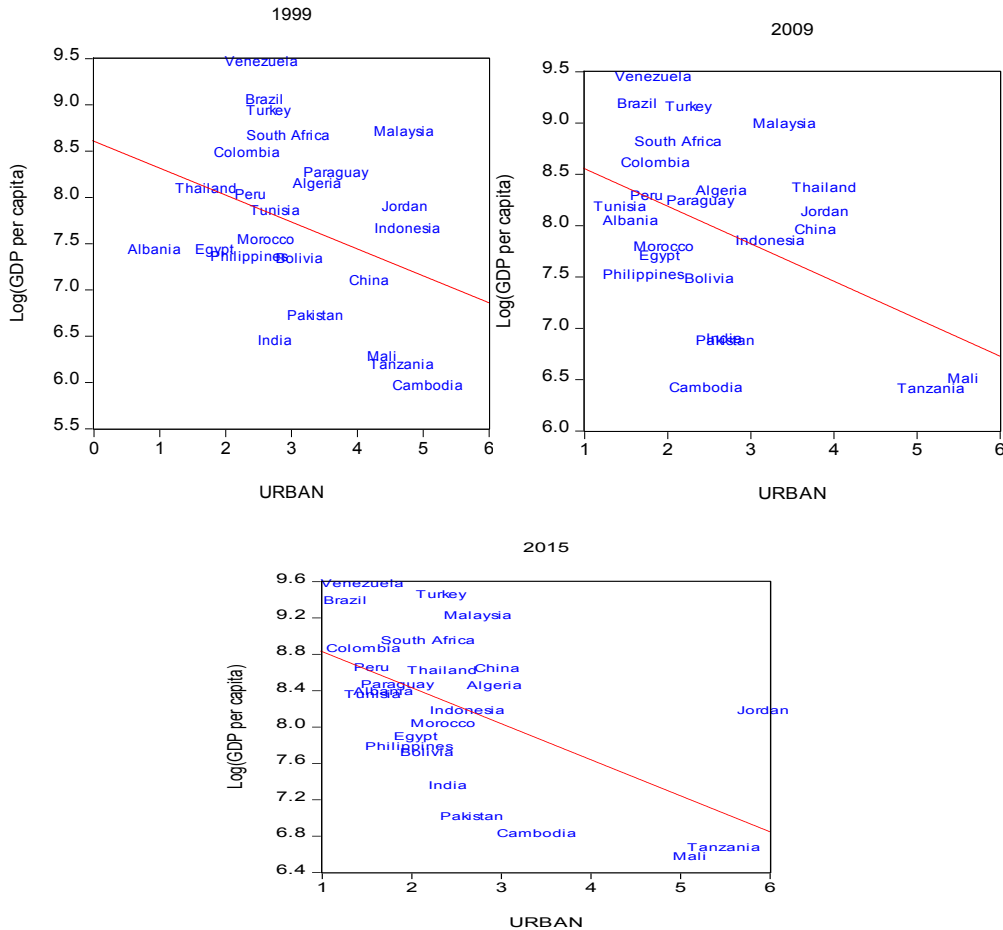 1999
Log(GDP per capita)
9.5
9.0
8.5
8.0
7.5
7.0
6.5
6.0
5.5
Venezuela
Brazil
Turkey
South Africa
Malaysia
Colombia
Paraguay
Algeria
Thailand
Peru
Tunisia
Jordan
Indonesia
Morocco
Albania
Egypt
Philippines
Bolivia
China
Pakistan
India
Mali
Tanzania
Cambodia
0 1 2 3 4 5 6
URBAN
2009
Log(GDP per capita)
9.5
9.0
8.5
8.0
7.5
7.0
6.5
6.0
Venezuela
Brazil
Turkey
Malaysia
South Africa
Colombia
Algeria
Thailand
Peru
Paraguay
Tunisia
Jordan
Albania
China
Indonesia
Morocco
Egypt
Philippines
Bolivia
India
Pakistan
Mali
Cambodia
Tanzania
1 2 3 4 5 6
URBAN
2015
Log(GDP per capita)
9.6
9.2
8.8
8.4
8.0
7.6
7.2
6.8
6.4
Venezuela
Turkey
Brazil
Malaysia
South Africa
Colombia
Peru
Thailand
China
Paraguay
Algeria
Albania
Tunisia
Indonesia
Jordan
Morocco
Egypt
Philippines
Bolivia
India
Pakistan
Cambodia
Tanzania
Mali
1 2 3 4 5 6
URBAN